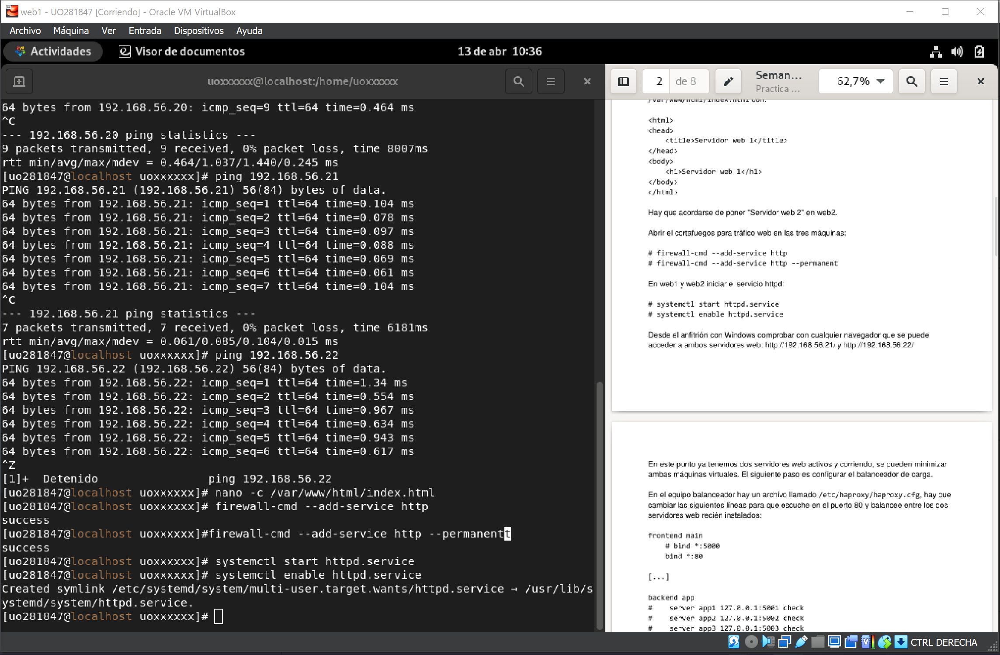 web1 - UO281847 [Corriendo] - Oracle VM VirtualBox
Archivo Máquina Ver Entrada Dispositivos Ayuda
Actividades Visor de documentos 13 de abr 10:36
uoxxxxxx@localhost:/home/uoxxxxxx
64 bytes from 192.168.56.20: icmp_seq=9 ttl=64 time=0.464 ms
^C
--- 192.168.56.20 ping statistics ---
9 packets transmitted, 9 received, 0% packet loss, time 8007ms
rtt min/avg/max/mdev = 0.464/1.037/1.440/0.245 ms
[uo281847@localhost uoxxxxxx]# ping 192.168.56.21
PING 192.168.56.21 (192.168.56.21) 56(84) bytes of data.
64 bytes from 192.168.56.21: icmp_seq=1 ttl=64 time=0.104 ms
64 bytes from 192.168.56.21: icmp_seq=2 ttl=64 time=0.078 ms
64 bytes from 192.168.56.21: icmp_seq=3 ttl=64 time=0.097 ms
64 bytes from 192.168.56.21: icmp_seq=4 ttl=64 time=0.088 ms
64 bytes from 192.168.56.21: icmp_seq=5 ttl=64 time=0.069 ms
64 bytes from 192.168.56.21: icmp_seq=6 ttl=64 time=0.061 ms
64 bytes from 192.168.56.21: icmp_seq=7 ttl=64 time=0.104 ms
^C
--- 192.168.56.21 ping statistics ---
7 packets transmitted, 7 received, 0% packet loss, time 6181ms
rtt min/avg/max/mdev = 0.061/0.085/0.104/0.015 ms
[uo281847@localhost uoxxxxxx]# ping 192.168.56.22
PING 192.168.56.22 (192.168.56.22) 56(84) bytes of data.
64 bytes from 192.168.56.22: icmp_seq=1 ttl=64 time=1.34 ms
64 bytes from 192.168.56.22: icmp_seq=2 ttl=64 time=0.554 ms
64 bytes from 192.168.56.22: icmp_seq=3 ttl=64 time=0.967 ms
64 bytes from 192.168.56.22: icmp_seq=4 ttl=64 time=0.634 ms
64 bytes from 192.168.56.22: icmp_seq=5 ttl=64 time=0.943 ms
64 bytes from 192.168.56.22: icmp_seq=6 ttl=64 time=0.617 ms
^Z
[1]+  Detenido                ping 192.168.56.22
[uo281847@localhost uoxxxxxx]# nano -c /var/www/html/index.html
[uo281847@localhost uoxxxxxx]# firewall-cmd --add-service http
success
[uo281847@localhost uoxxxxxx]#firewall-cmd --add-service http --permanentt
success
[uo281847@localhost uoxxxxxx]# systemctl start httpd.service
[uo281847@localhost uoxxxxxx]# systemctl enable httpd.service
Created symlink /etc/systemd/system/multi-user.target.wants/httpd.service → /usr/lib/s
ystemd/system/httpd.service.
[uo281847@localhost uoxxxxxx]#
2 de 8 Seman... 62,7%
Practica ...
/var/www/html/index.html con:
<html>
<head>
<title>Servidor web 1</title>
</head>
<body>
<h1>Servidor web 1</h1>
</body>
</html>
Hay que acordarse de poner "Servidor web 2" en web2.
Abrir el cortafuegos para tráfico web en las tres máquinas:
# firewall-cmd --add-service http
# firewall-cmd --add-service http --permanent
En web1 y web2 iniciar el servicio httpd:
# systemctl start httpd.service
# systemctl enable httpd.service
Desde el anfitrión con Windows comprobar con cualquier navegador que se puede
acceder a ambos servidores web: http://192.168.56.21/ y http://192.168.56.22/
En este punto ya tenemos dos servidores web activos y corriendo, se pueden minimizar
ambas máquinas virtuales. El siguiente paso es configurar el balanceador de carga.
En el equipo balanceador hay un archivo llamado /etc/haproxy/haproxy.cfg, hay que
cambiar las siguientes líneas para que escuche en el puerto 80 y balancee entre los dos
servidores web recién instalados:
frontend main
# bind *:5000
bind *:80
[...]
backend app
#    server app1 127.0.0.1:5001 check
#    server app2 127.0.0.1:5002 check
#    server app3 127.0.0.1:5003 check
CTRL DERECHA